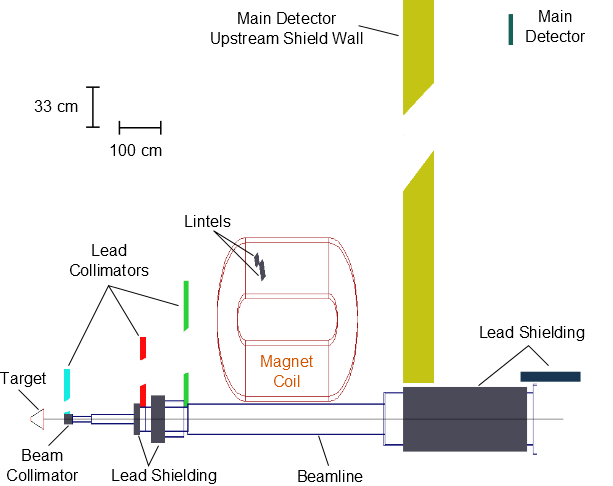 Main Detector
Upstream Shield Wall
Main
Detector
33 cm
100 cm
Lintels
Lead
Collimators
Lead Shielding
Magnet
Coil
Target
Beam
Collimator
Lead Shielding
Beamline